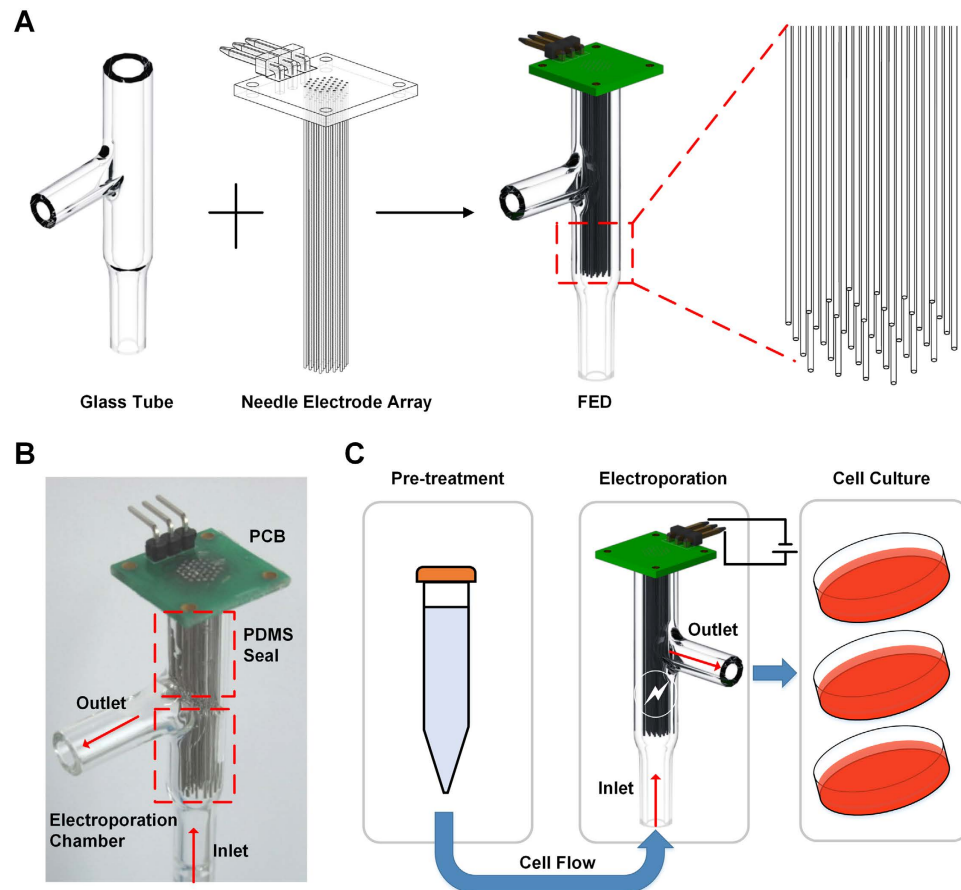 A
Glass Tube
Needle Electrode Array
FED
B
PCB
PDMS
Seal
Outlet
Electroporation
Chamber
Inlet
C
Pre-treatment
Electroporation
Cell Culture
Outlet
Inlet
Cell Flow